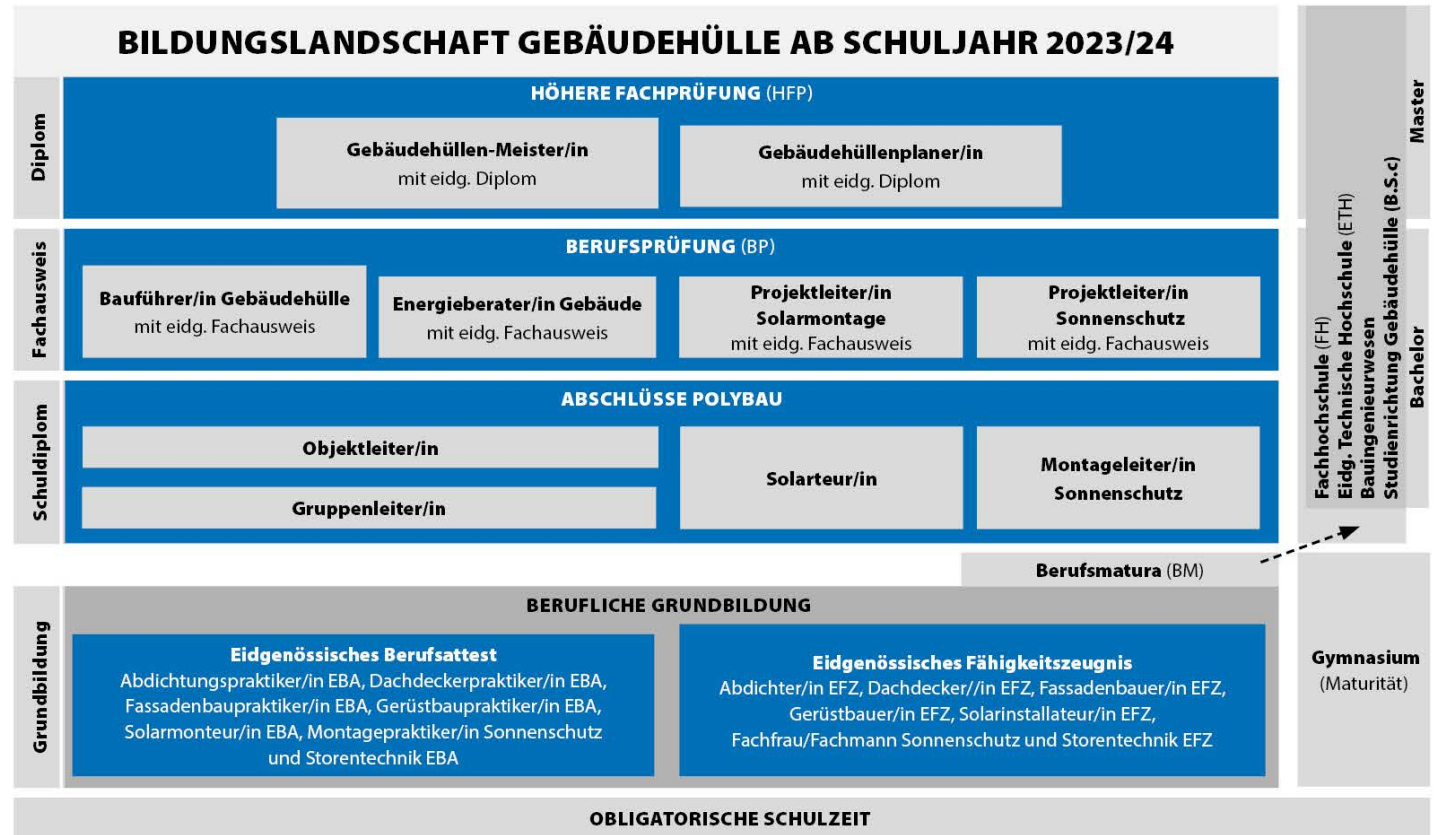 BILDUNGSLANDSCHAFT GEBÄUDEHÜLLE AB SCHULJAHR 2023/24
Diplom
HÖHERE FACHPRÜFUNG (HFP)
Gebäudehüllen-Meister/in
mit eidg. Diplom
Gebäudehüllenplaner/in
mit eidg. Diplom
Fachausweis
BERUFSPRÜFUNG (BP)
Bauführer/in Gebäudehülle
mit eidg. Fachausweis
Energieberater/in Gebäude
mit eidg. Fachausweis
Projektleiter/in
Solarmontage
mit eidg. Fachausweis
Projektleiter/in
Sonnenschutz
mit eidg. Fachausweis
Schuldiplom
ABSCHLÜSSE POLYBAU
Objektleiter/in
Gruppenleiter/in
Solarteur/in
Montageleiter/in
Sonnenschutz
Berufsmatura (BM)
Grundbildung
BERUFLICHE GRUNDBILDUNG
Eidgenössisches Berufsattest
Abdichtungspraktiker/in EBA, Dachdeckerpraktiker/in EBA,
Fassadenbaupraktiker/in EBA, Gerüstbaupraktiker/in EBA,
Solarmonteur/in EBA, Montagepraktiker/in Sonnenschutz
und Storentechnik EBA
Eidgenössisches Fähigkeitszeugnis
Abdichter/in EFZ, Dachdecker//in EFZ, Fassadenbauer/in EFZ,
Gerüstbauer/in EFZ, Solarinstallateur/in EFZ,
Fachfrau/Fachmann Sonnenschutz und Storentechnik EFZ
Fachhochschule (FH)
Eidg. Technische Hochschule (ETH)
Bauingenieurwesen
Studienrichtung Gebäudehülle (B.S.c)
Master
Bachelor
Gymnasium
(Maturität)
OBLIGATORISCHE SCHULZEIT